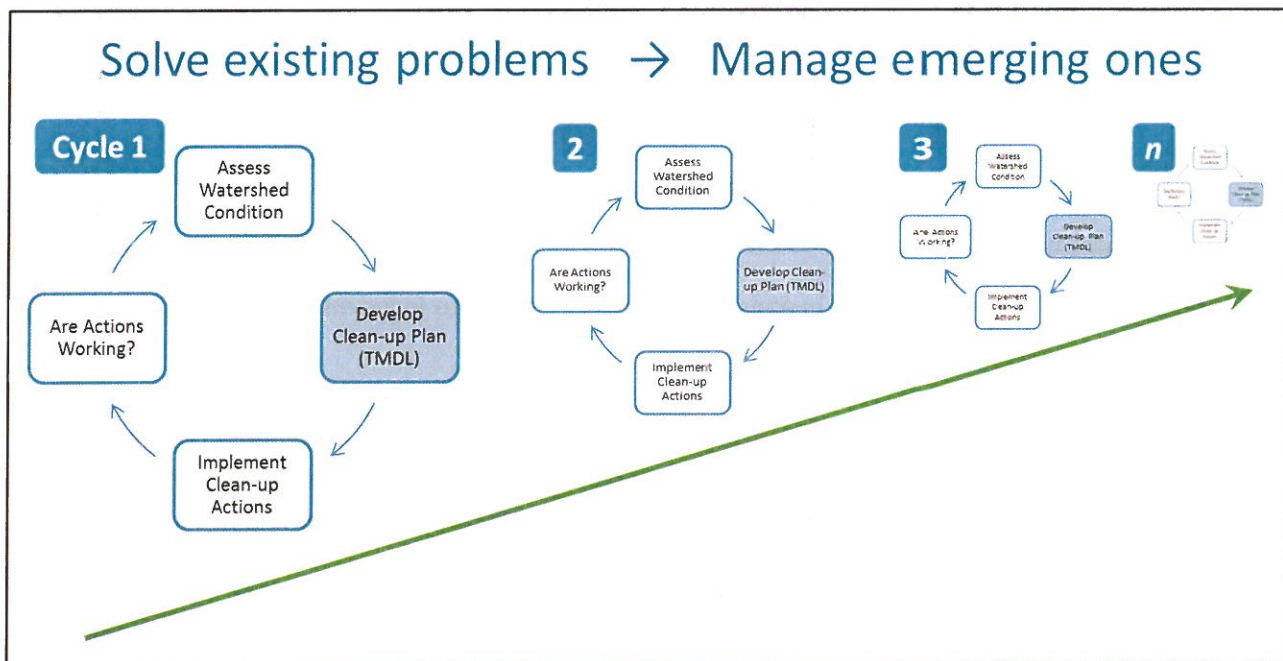 Solve existing problems → Manage emerging ones
Cycle 1
Assess
Watershed
Condition
Develop
Clean-up Plan
(TMDL)
Implement
Clean-up
Actions
Are Actions
Working?
2
Assess
Watershed
Condition
Develop Clean-
up Plan (TMDL)
Implement
Clean-up
Actions
Are Actions
Working?
3
Assess
Watershed
Condition
Develop
Clean-up Plan
(TMDL)
Implement
Clean-up
Actions
Are Actions
Working?
n